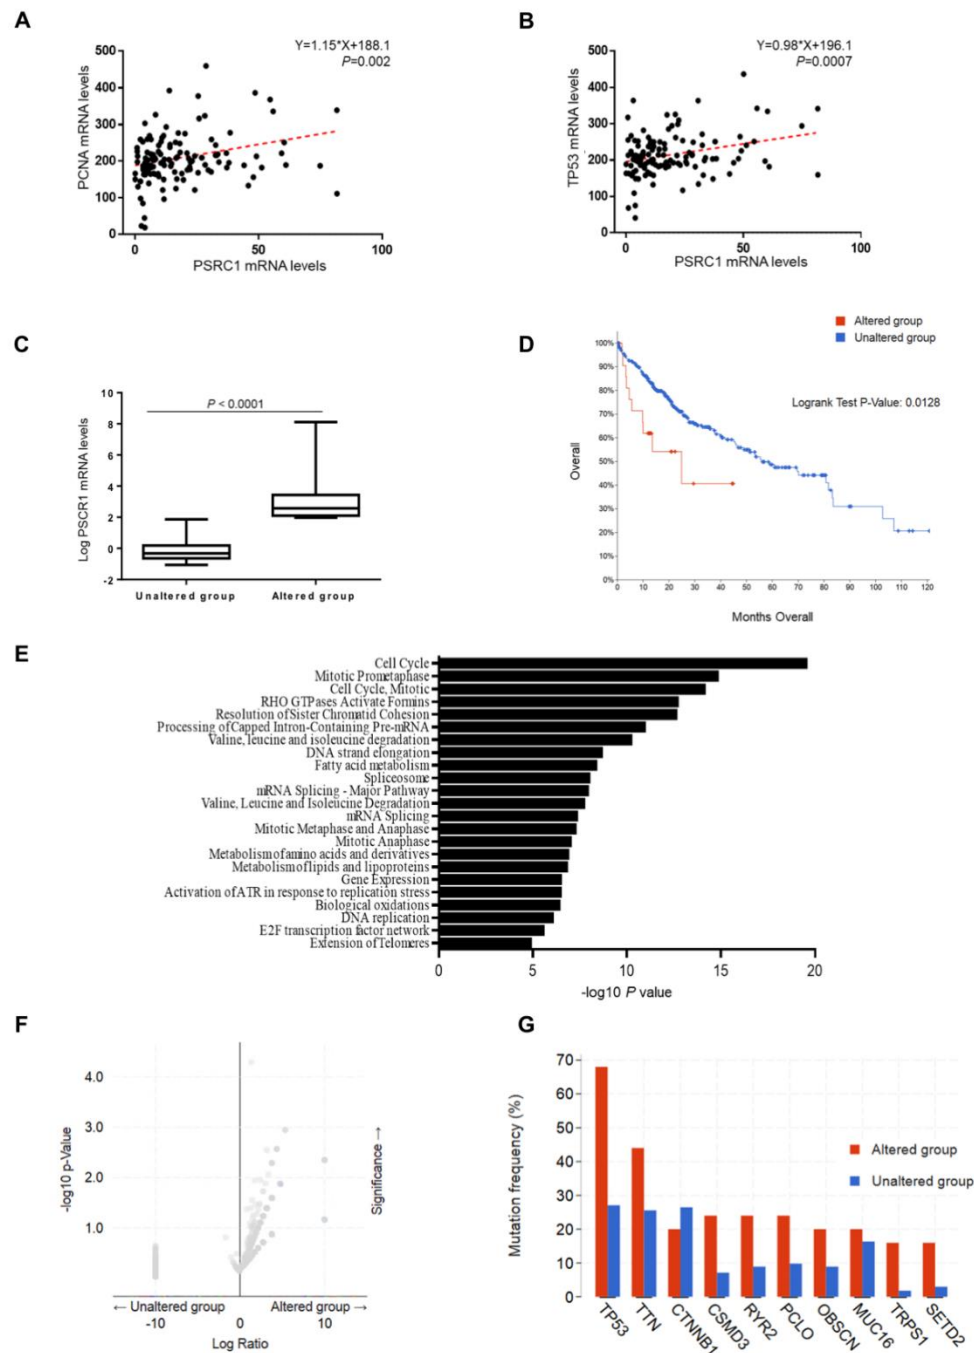 A
Y=1.15*X+188.1
P=0.002
500
400
300
200
100
0
PCNA mRNA levels
0
50
100
PSRC1 mRNA levels
B
Y=0.98*X+196.1
P=0.0007
500
400
300
200
100
0
TP53 mRNA levels
0
50
100
PSRC1 mRNA levels
C
P < 0.0001
10
8
6
4
2
0
-2
Log PSCR1 mRNA levels
Unaltered group
Altered group
D
Altered group
Unaltered group
Logrank Test P-Value: 0.0128
100%
90%
80%
70%
60%
50%
40%
30%
20%
10%
0%
Overall
0
10
20
30
40
50
60
70
80
90
100
110
120
Months Overall
E
Cell Cycle
Mitotic Prometaphase
Cell Cycle, Mitotic
RHO GTPases Activate Formins
Resolution of Sister Chromatid Cohesion
Processing of Capped Intron-Containing Pre-mRNA
Valine, leucine and isoleucine degradation
DNA strand elongation
Fatty acid metabolism
Spliceosome
mRNA Splicing - Major Pathway
Valine, Leucine and Isoleucine Degradation
mRNA Splicing
Mitotic Metaphase and Anaphase
Mitotic Anaphase
Metabolism of amino acids and derivatives
Metabolism of lipids and lipoproteins
Gene Expression
Activation of ATR in response to replication stress
Biological oxidations
DNA replication
E2F transcription factor network
Extension of Telomeres
0
5
10
15
20
-log10 P value
F
4.0
3.0
2.0
1.0
-log10 p-Value
Significance →
← Unaltered group
Altered group →
-10
0
10
Log Ratio
G
70
60
50
40
30
20
10
0
Mutation frequency (%)
Altered group
Unaltered group
TP53
TTN
CTNNB1
CSMD3
RYR2
PCLO
OBSCN
MUC16
TRPS1
SETD2